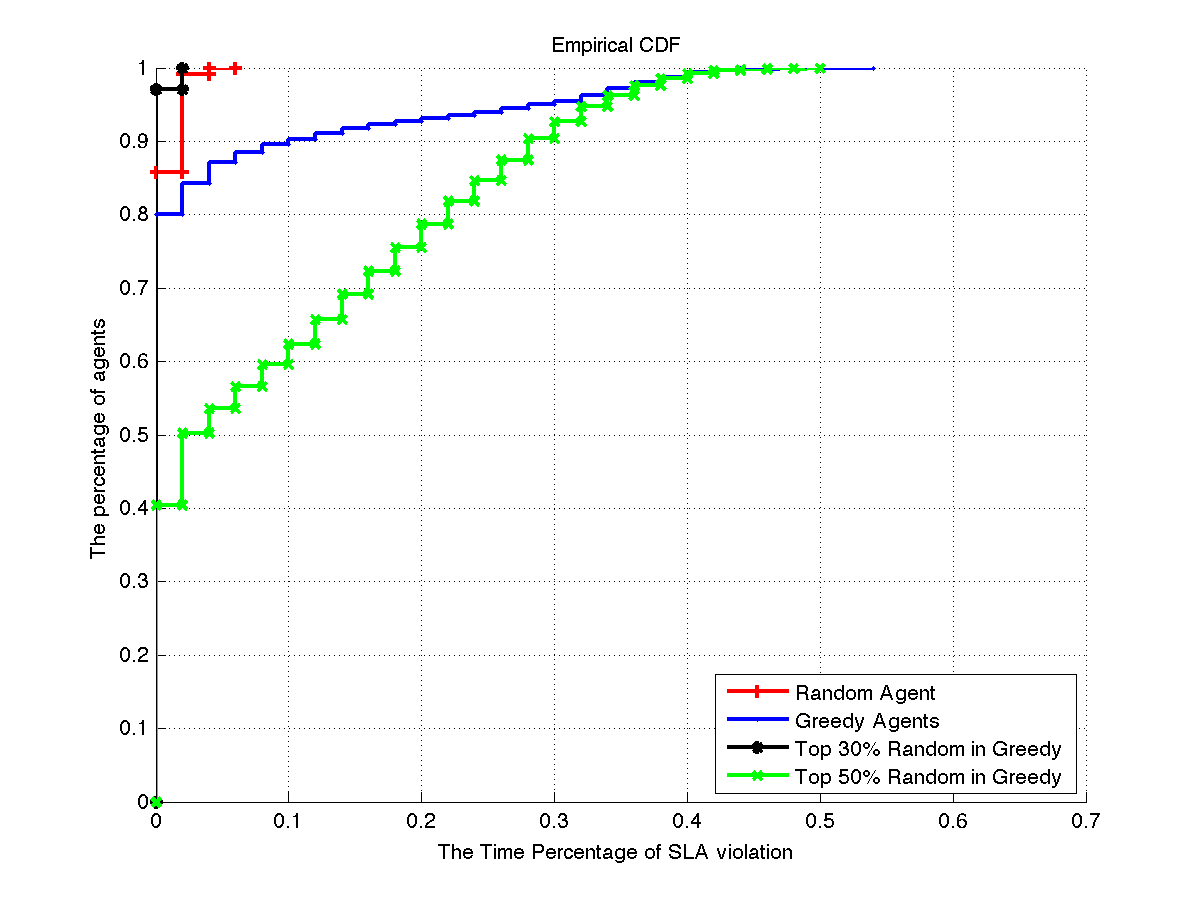 Empirical CDF
1
0.9
0.8
0.7
0.6
0.5
0.4
0.3
0.2
0.1
0
The percentage of agents
0 0.1 0.2 0.3 0.4 0.5 0.6 0.7
The Time Percentage of SLA violation
Random Agent
Greedy Agents
Top 30% Random in Greedy
Top 50% Random in Greedy